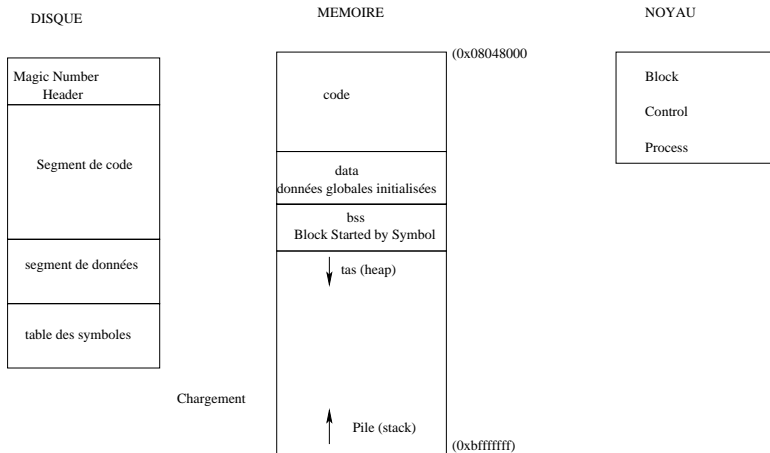 DISQUE
MEMOIRE
NOYAU
Magic Number
Header
Segment de code
segment de données
table des symboles
Chargement
(0x08048000
code
data
données globales initialisées
bss
Block Started by Symbol
tas (heap)
Pile (stack)
(0xbfffffff)
Block
Control
Process